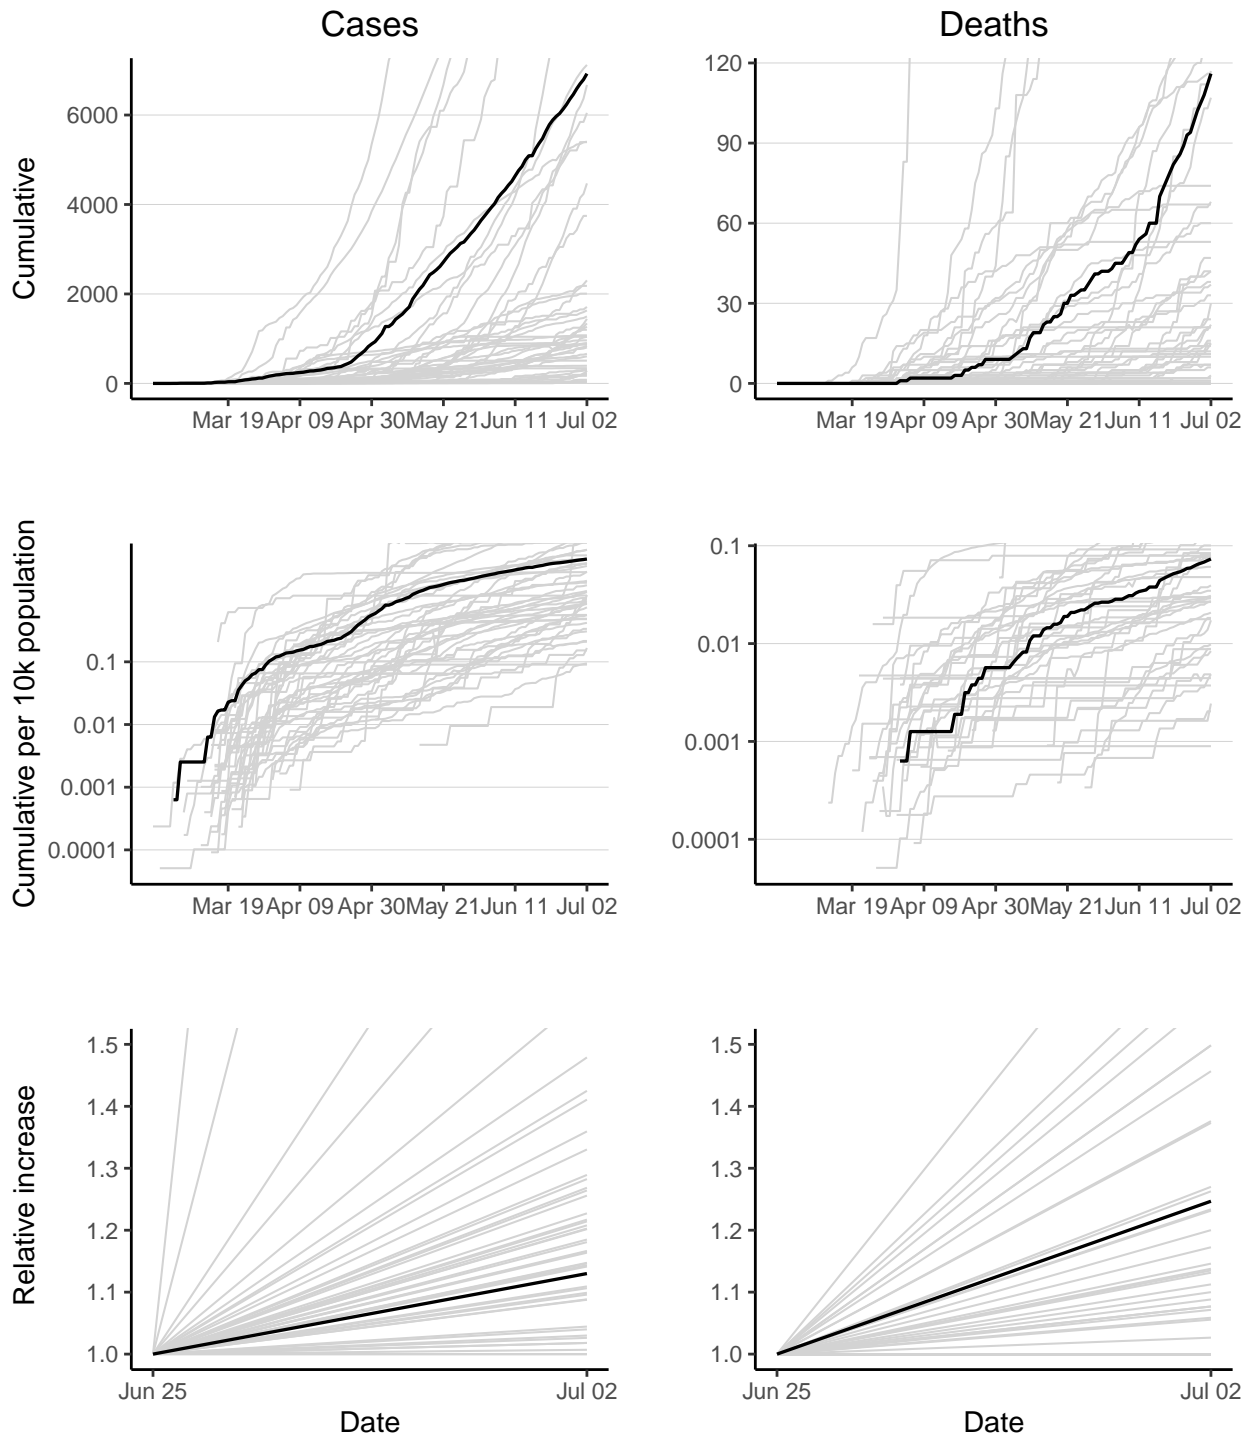 Cases
Deaths
Cumulative
6000
4000
2000
0
Mar 19 Apr 09 Apr 30 May 21 Jun 11 Jul 02
120
90
60
30
0
Mar 19 Apr 09 Apr 30 May 21 Jun 11 Jul 02
Cumulative per 10k population
0.1
0.01
0.001
0.0001
Mar 19 Apr 09 Apr 30 May 21 Jun 11 Jul 02
0.1
0.01
0.001
0.0001
Mar 19 Apr 09 Apr 30 May 21 Jun 11 Jul 02
Relative increase
1.5
1.4
1.3
1.2
1.1
1.0
Jun 25 Jul 02
Date
1.5
1.4
1.3
1.2
1.1
1.0
Jun 25 Jul 02
Date